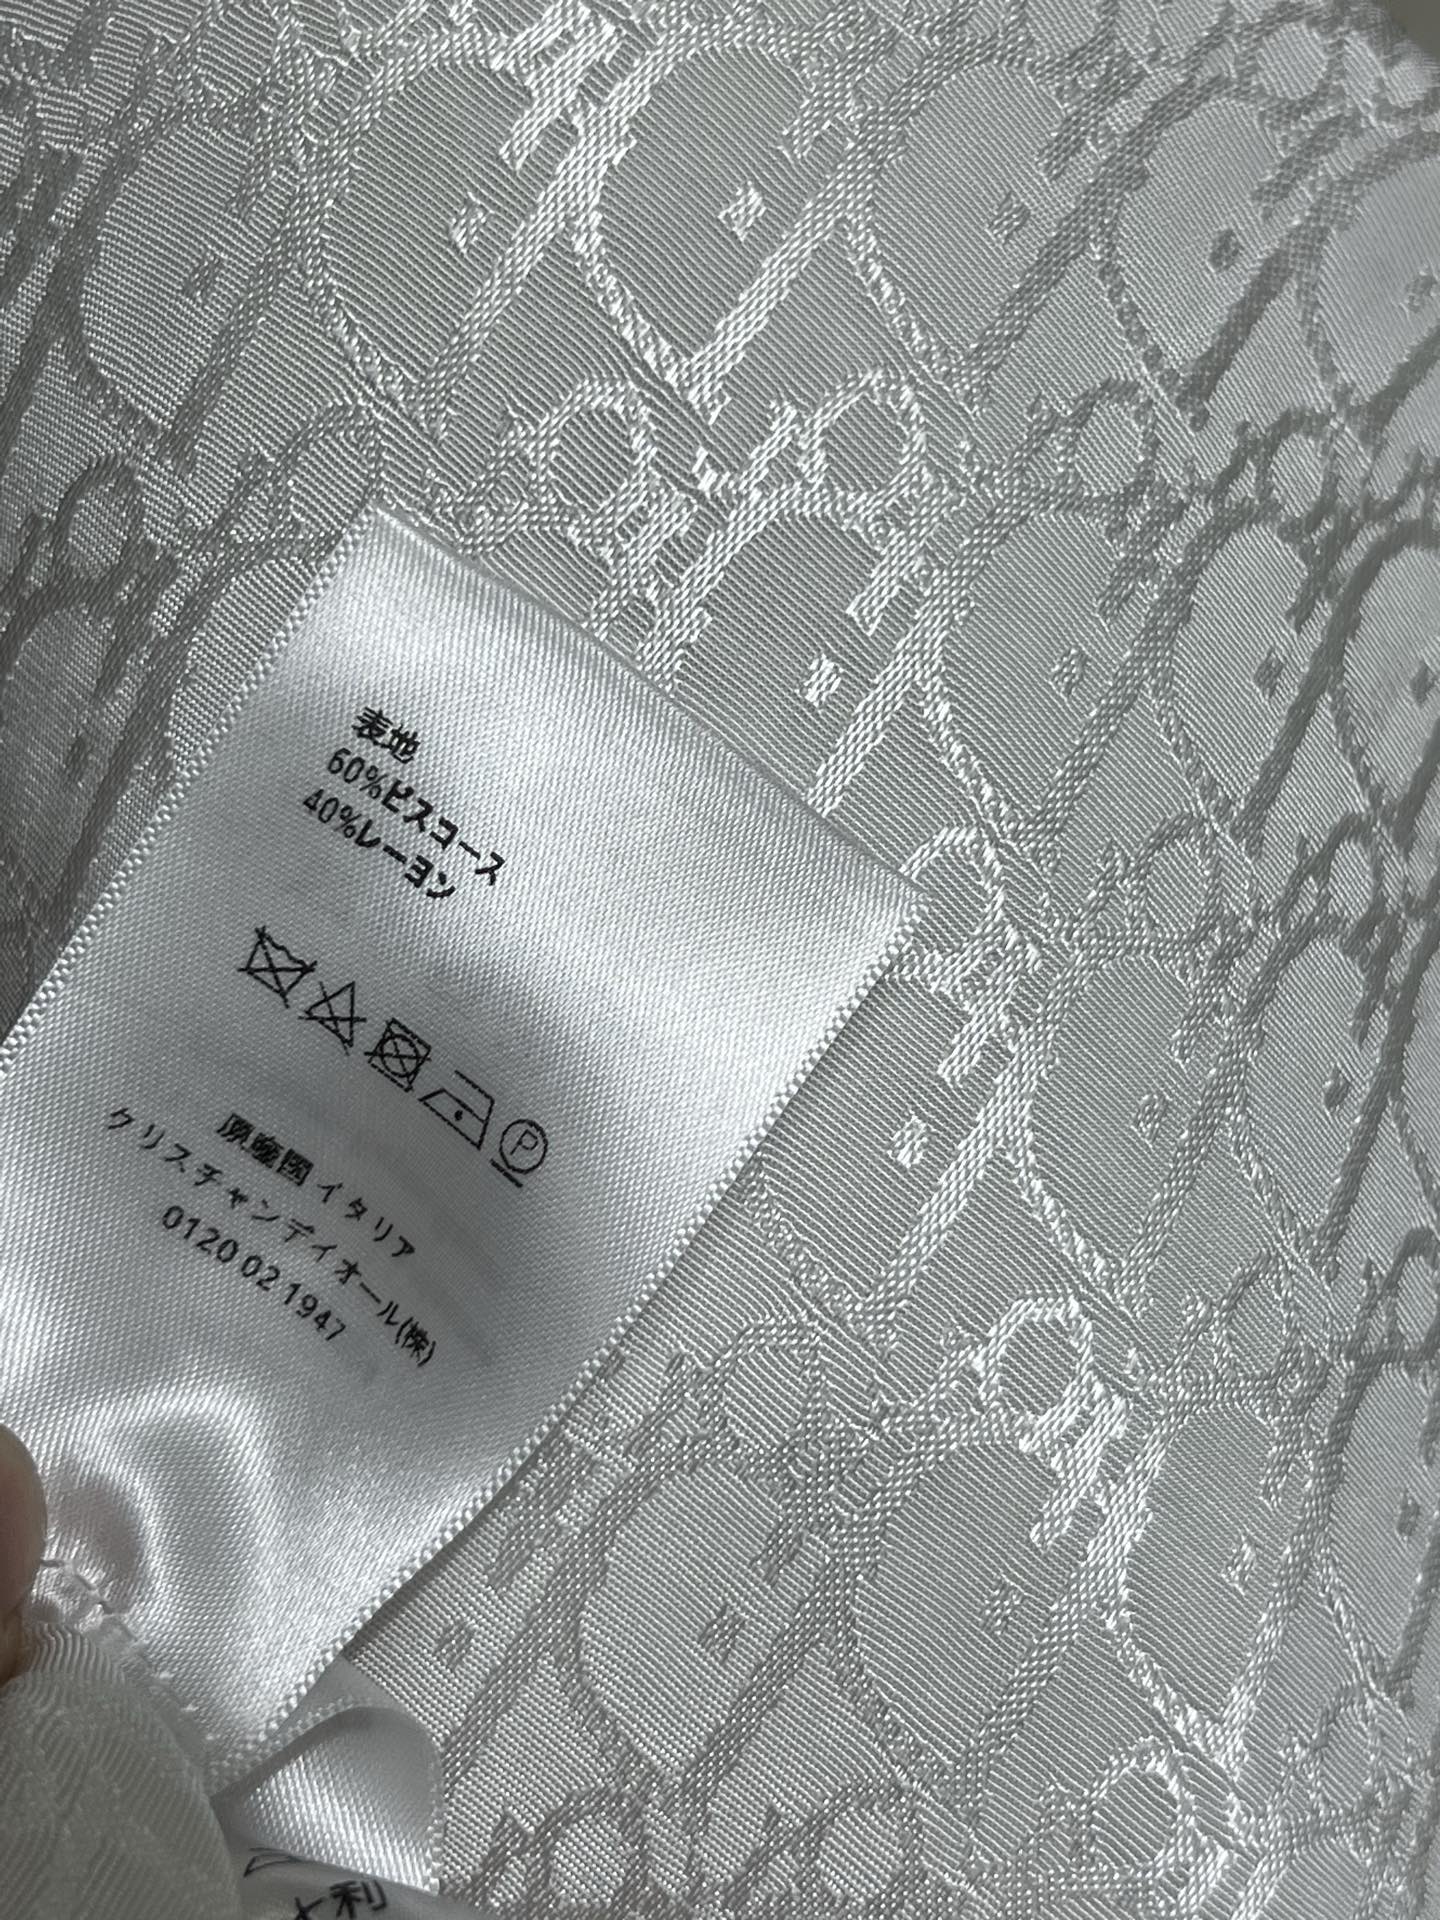 表地
60%ビスコース
40%レーヨン
P
原産国 イタリア
クリスチャンディオール(株)
0120 02 1947
利